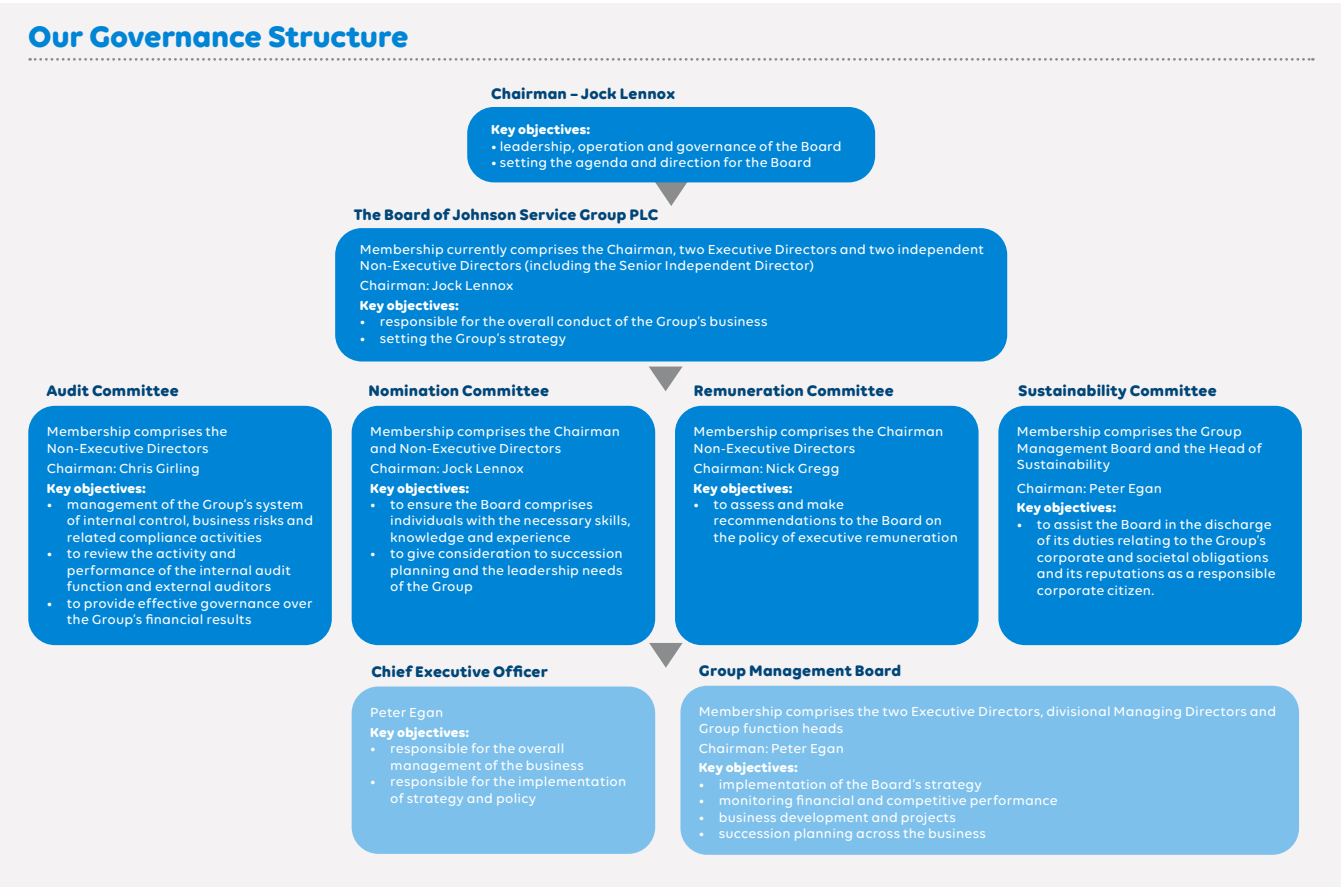 Our Governance Structure
Chairman – Jock Lennox
Key objectives:
• leadership, operation and governance of the Board
• setting the agenda and direction for the Board
The Board of Johnson Service Group PLC
Membership currently comprises the Chairman, two Executive Directors and two independent
Non-Executive Directors (including the Senior Independent Director)
Chairman: Jock Lennox
Key objectives:
• responsible for the overall conduct of the Group's business
• setting the Group's strategy
Audit Committee
Membership comprises the
Non-Executive Directors
Chairman: Chris Girling
Key objectives:
• management of the Group's system
of internal control, business risks and
related compliance activities
• to review the activity and
performance of the internal audit
function and external auditors
• to provide effective governance over
the Group's financial results
Nomination Committee
Membership comprises the Chairman
and Non-Executive Directors
Chairman: Jock Lennox
Key objectives:
• to ensure the Board comprises
individuals with the necessary skills,
knowledge and experience
• to give consideration to succession
planning and the leadership needs
of the Group
Remuneration Committee
Membership comprises the Chairman
Non-Executive Directors
Chairman: Nick Gregg
Key objectives:
• to assess and make
recommendations to the Board on
the policy of executive remuneration
Sustainability Committee
Membership comprises the Group
Management Board and the Head of
Sustainability
Chairman: Peter Egan
Key objectives:
• to assist the Board in the discharge
of its duties relating to the Group's
corporate and societal obligations
and its reputations as a responsible
corporate citizen.
Chief Executive Officer
Peter Egan
Key objectives:
• responsible for the overall
management of the business
• responsible for the implementation
of strategy and policy
Group Management Board
Membership comprises the two Executive Directors, divisional Managing Directors and
Group function heads
Chairman: Peter Egan
Key objectives:
• implementation of the Board's strategy
• monitoring financial and competitive performance
• business development and projects
• succession planning across the business